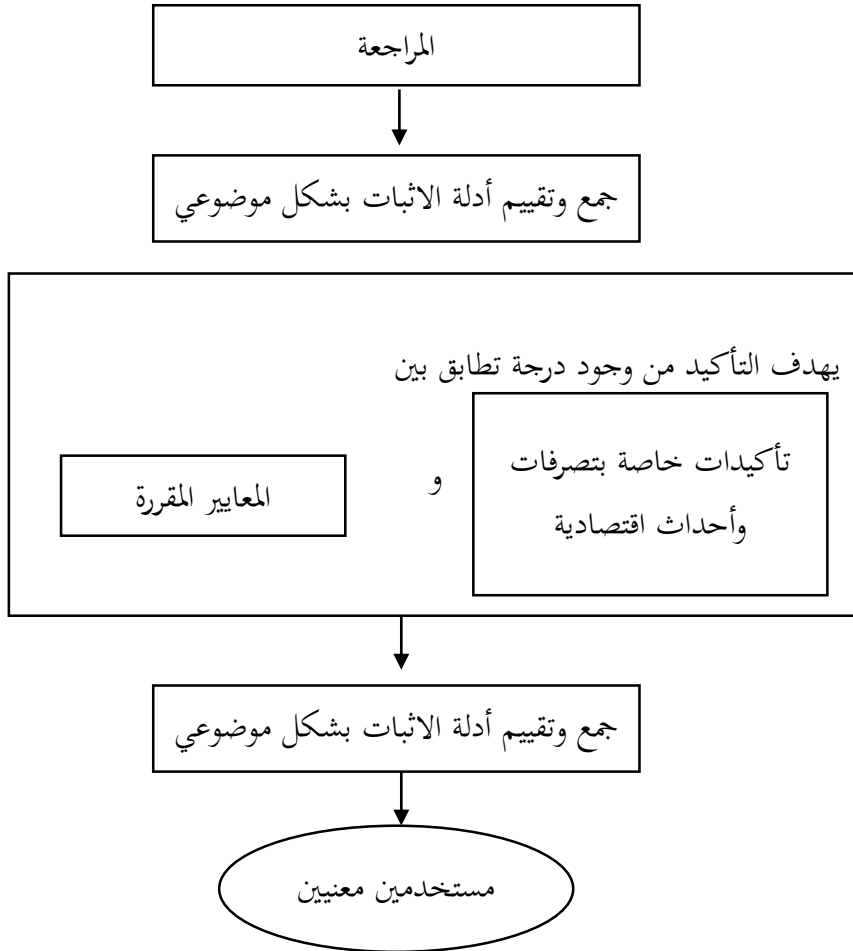 المراجعة
جمع وتقييم أدلة الاثبات بشكل موضوعي
يهدف التأكيد من وجود درجة تطابق بين
تأكيدات خاصة بتصرفات
وأحداث اقتصادية
و
المعايير المقررة
جمع وتقييم أدلة الاثبات بشكل موضوعي
مستخدمين معنيين